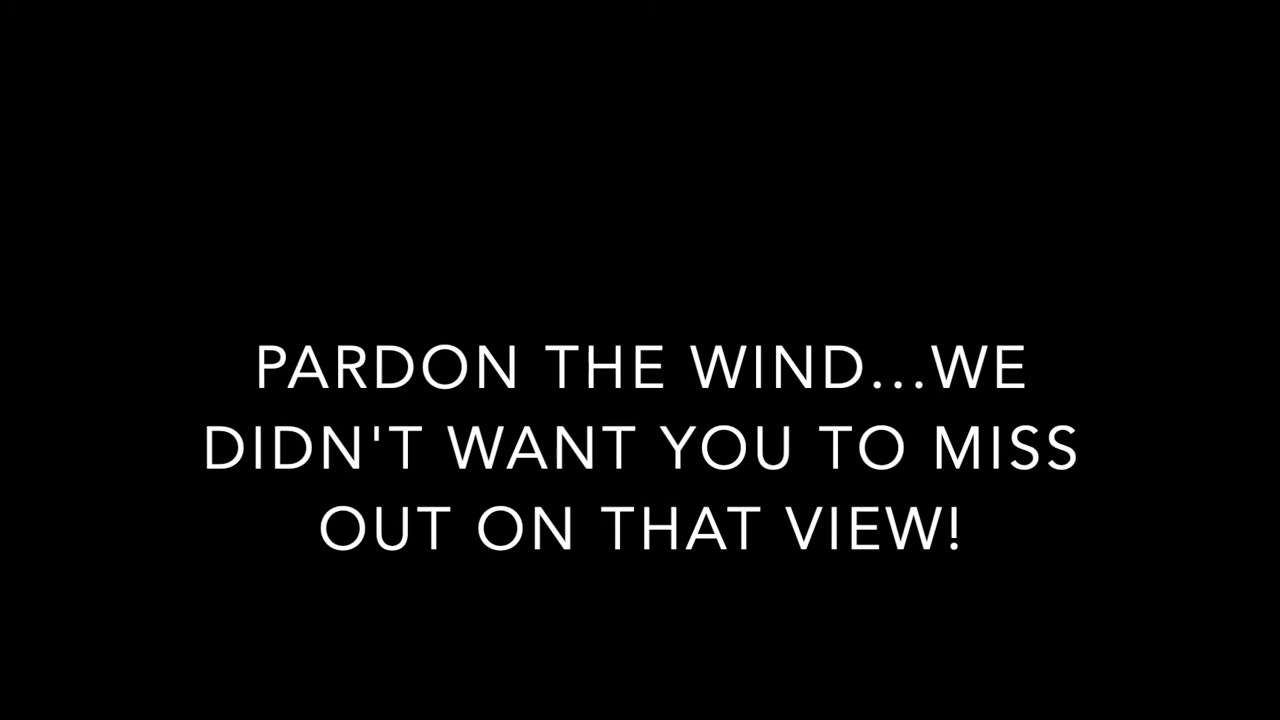 PARDON THE WIND...WE
DIDN'T WANT YOU TO MISS
OUT ON THAT VIEW!